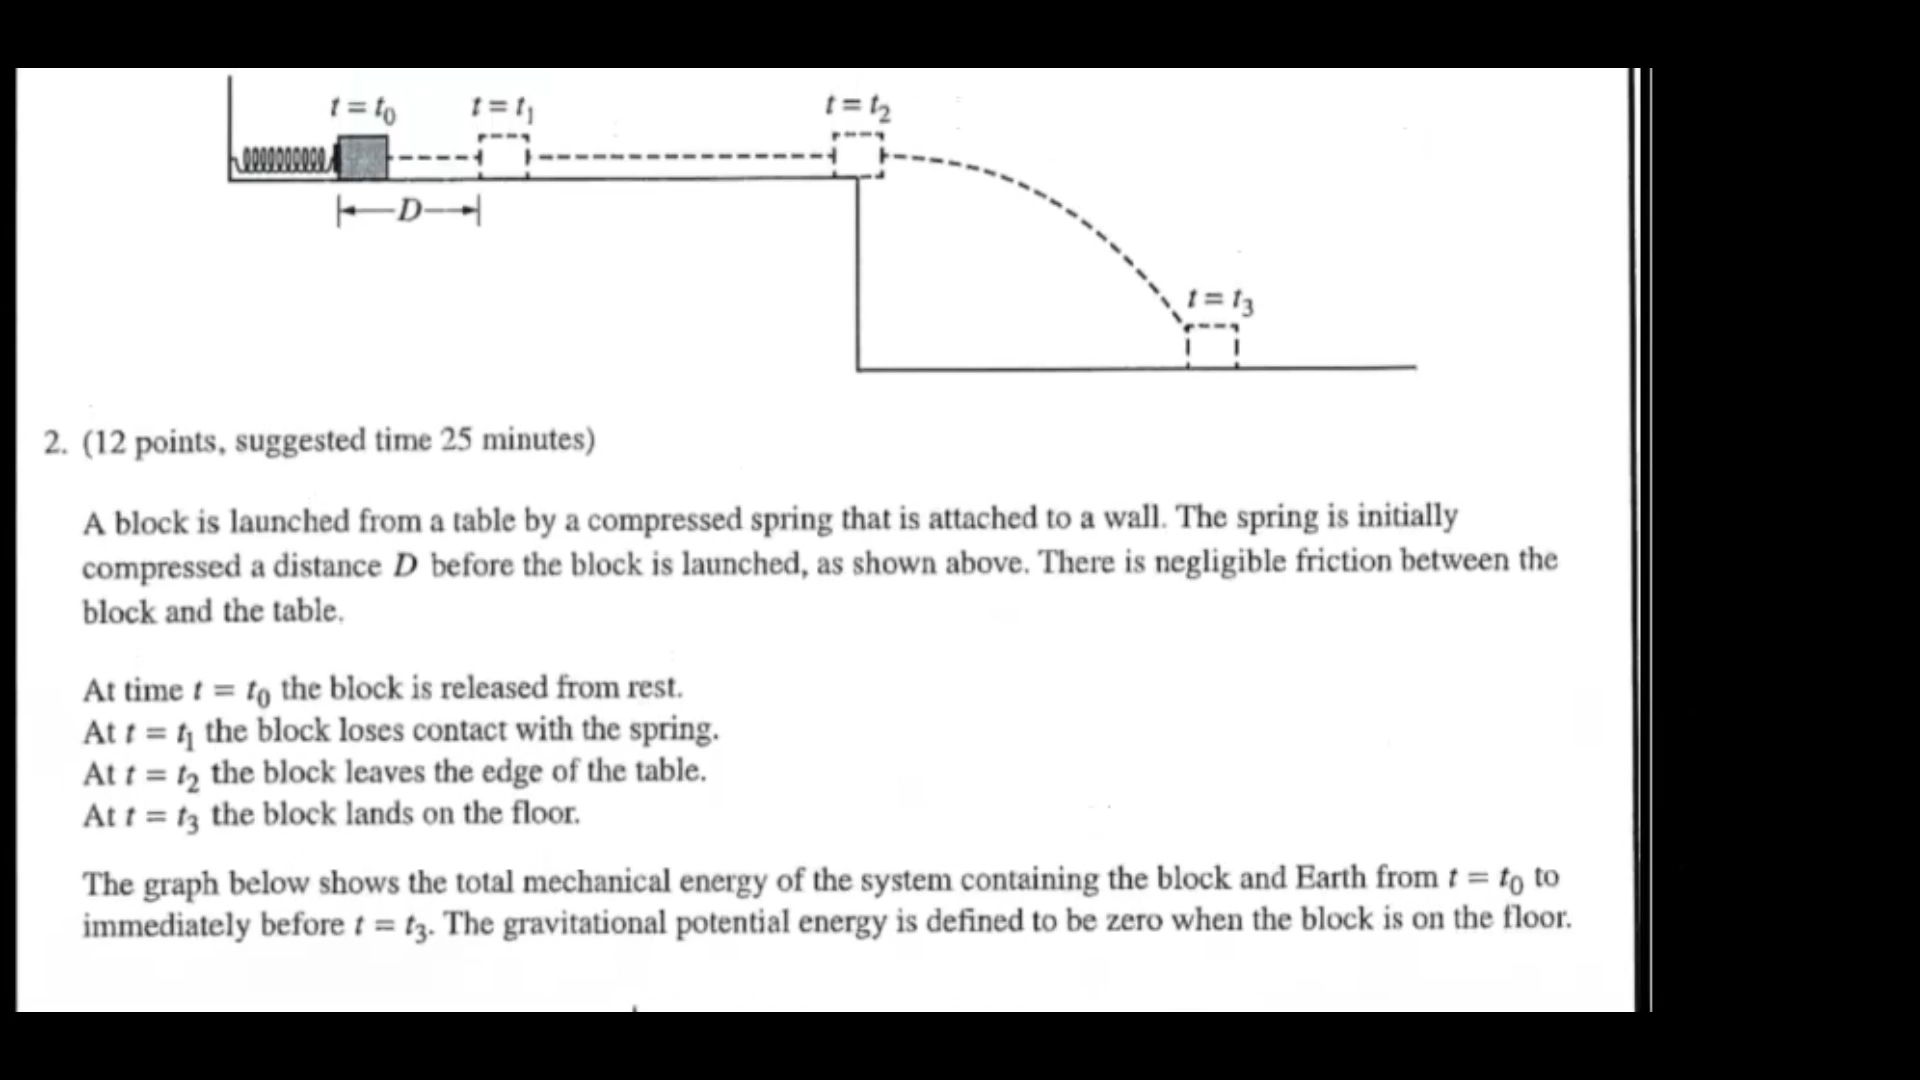 t = t₀ t = t₁ t = t₂
D
t = t₃
2. (12 points, suggested time 25 minutes)
A block is launched from a table by a compressed spring that is attached to a wall. The spring is initially
compressed a distance D before the block is launched, as shown above. There is negligible friction between the
block and the table.
At time t = t₀ the block is released from rest.
At t = t₁ the block loses contact with the spring.
At t = t₂ the block leaves the edge of the table.
At t = t₃ the block lands on the floor.
The graph below shows the total mechanical energy of the system containing the block and Earth from t = t₀ to
immediately before t = t₃. The gravitational potential energy is defined to be zero when the block is on the floor.